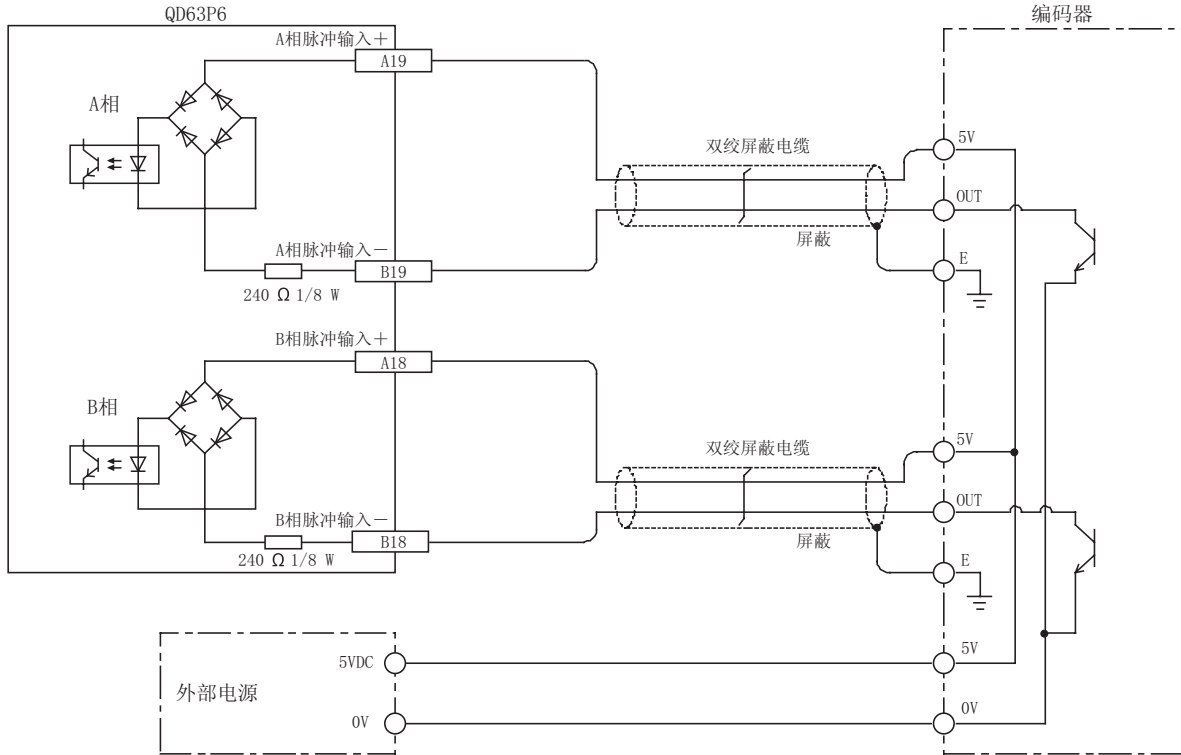 QD63P6
编码器
A相脉冲输入＋
A19
A相
双绞屏蔽电缆
5V
OUT
屏蔽
A相脉冲输入－
E
B19
240 Ω 1/8 W
B相脉冲输入＋
A18
B相
双绞屏蔽电缆
5V
OUT
B相脉冲输入－
屏蔽
B18
E
240 Ω 1/8 W
5VDC
5V
外部电源
0V
0V